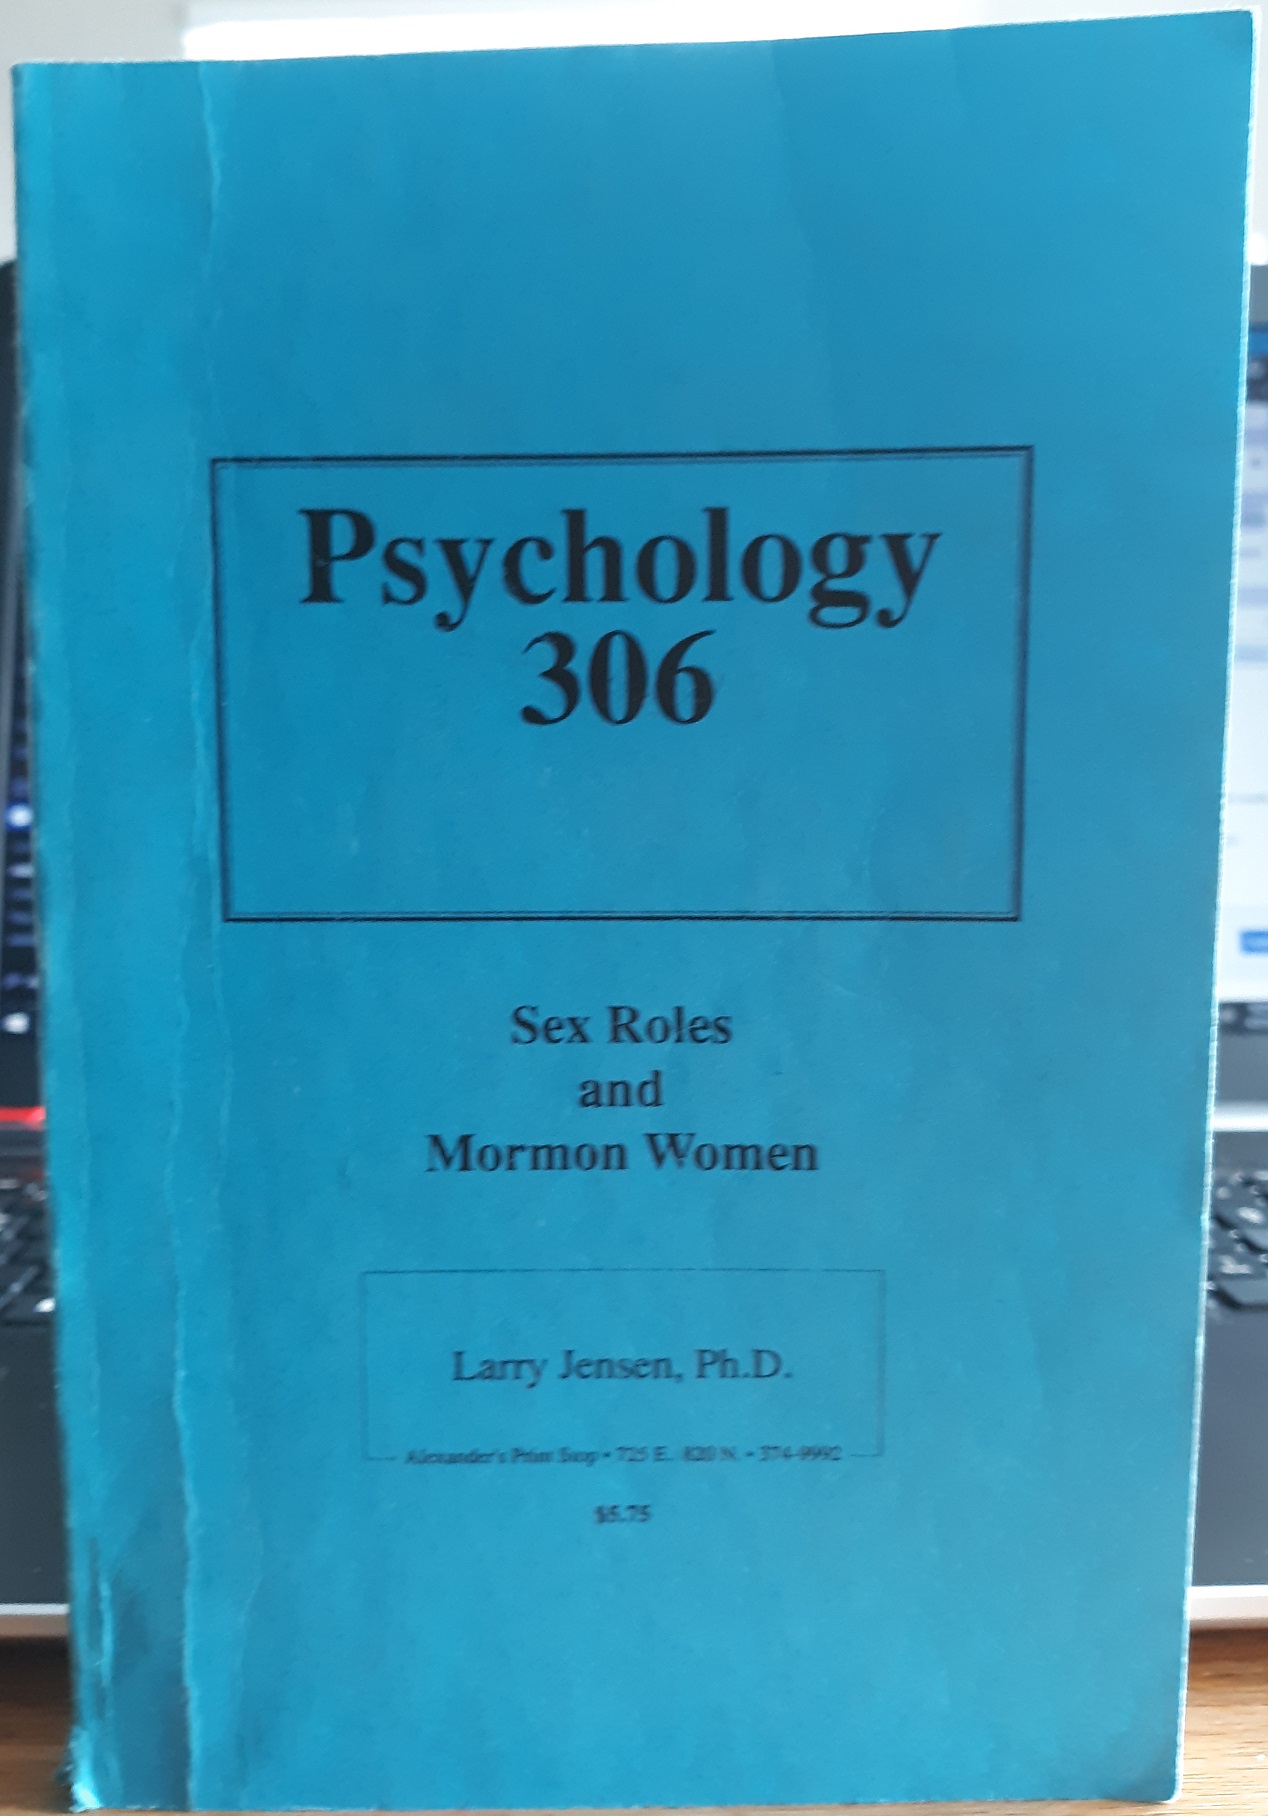 Psychology
306
Sex Roles
and
Mormon Women
Larry Jensen, Ph.D.
Alexander's Print Shop • 725 E. 820 N. • 374-9992
$5.75